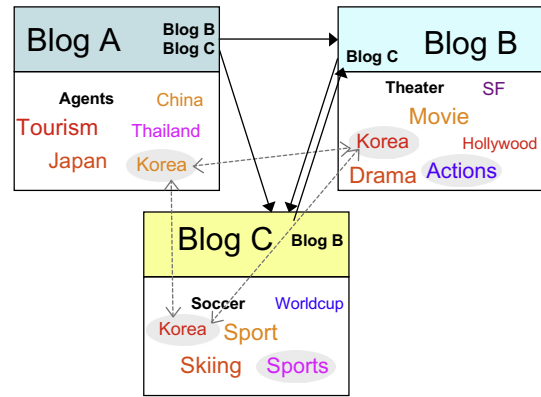 Blog A
Blog B
Blog C
Agents
China
Tourism
Thailand
Japan
Korea
Blog B
Blog C
Theater
SF
Movie
Korea
Hollywood
Drama
Actions
Blog C
Blog B
Soccer
Worldcup
Korea
Sport
Skiing
Sports